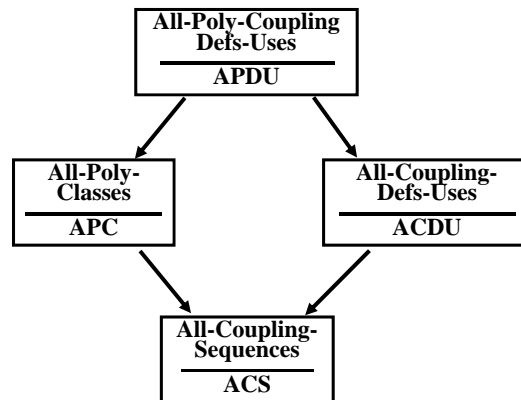 All-Poly-Coupling
Defs-Uses
APDU
All-Poly-
Classes
APC
All-Coupling-
Defs-Uses
ACDU
All-Coupling-
Sequences
ACS